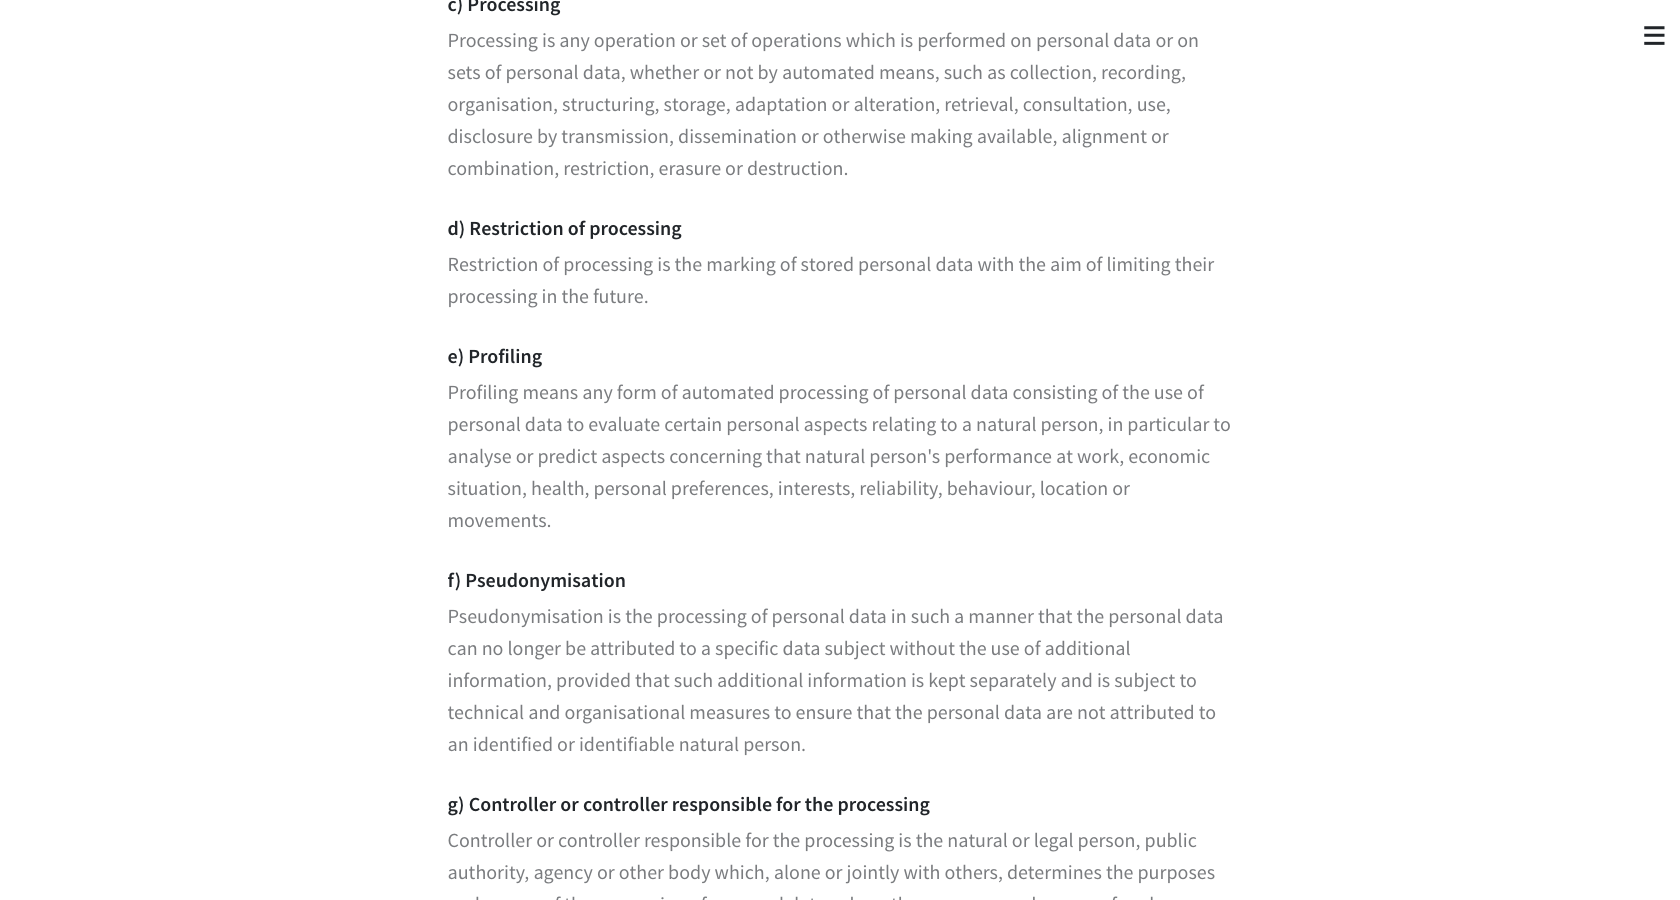 c) Processing
Processing is any operation or set of operations which is performed on personal data or on
sets of personal data, whether or not by automated means, such as collection, recording,
organisation, structuring, storage, adaptation or alteration, retrieval, consultation, use,
disclosure by transmission, dissemination or otherwise making available, alignment or
combination, restriction, erasure or destruction.
d) Restriction of processing
Restriction of processing is the marking of stored personal data with the aim of limiting their
processing in the future.
e) Profiling
Profiling means any form of automated processing of personal data consisting of the use of
personal data to evaluate certain personal aspects relating to a natural person, in particular to
analyse or predict aspects concerning that natural person's performance at work, economic
situation, health, personal preferences, interests, reliability, behaviour, location or
movements.
f) Pseudonymisation
Pseudonymisation is the processing of personal data in such a manner that the personal data
can no longer be attributed to a specific data subject without the use of additional
information, provided that such additional information is kept separately and is subject to
technical and organisational measures to ensure that the personal data are not attributed to
an identified or identifiable natural person.
g) Controller or controller responsible for the processing
Controller or controller responsible for the processing is the natural or legal person, public
authority, agency or other body which, alone or jointly with others, determines the purposes